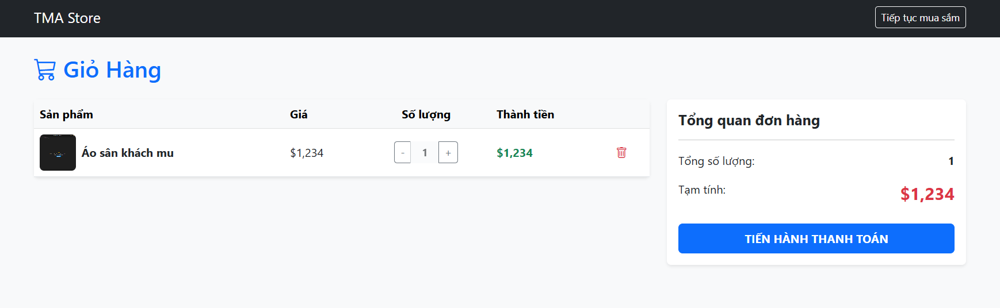 TMA Store
Tiếp tục mua sắm
Giỏ Hàng
Sản phẩm Giá Số lượng Thành tiền
Áo sân khách mu $1,234 - 1 + $1,234
Tổng quan đơn hàng
Tổng số lượng: 1
Tạm tính: $1,234
TIẾN HÀNH THANH TOÁN